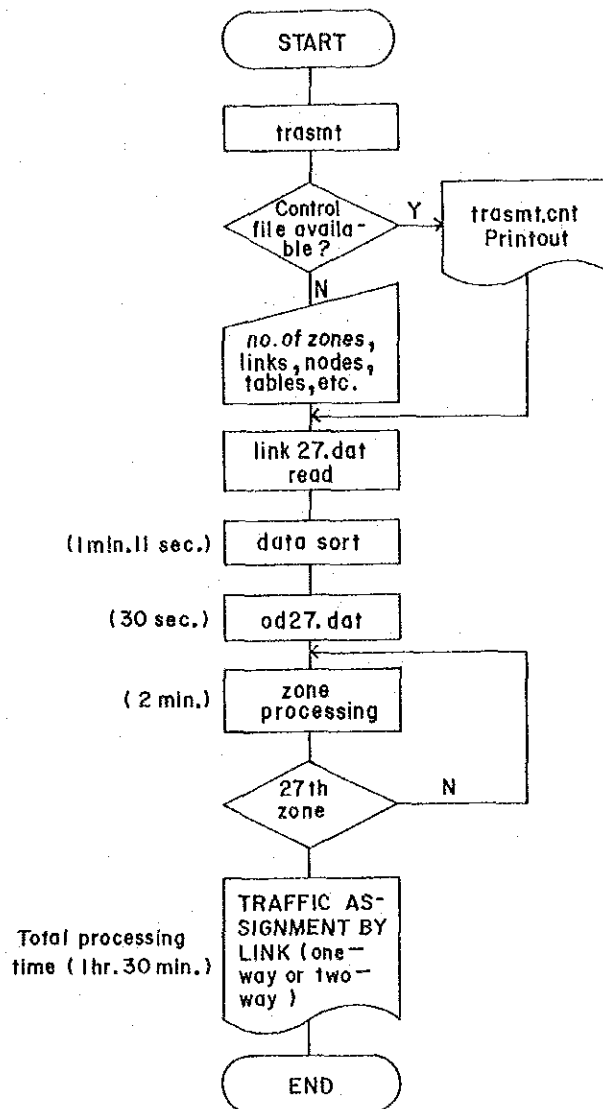 START
trasmt
Control
file availa-
ble?
Y
trasmt.cnt
Printout
N
no. of zones,
links, nodes,
tables, etc.
link 27.dat
read
(1min. 11 sec.)
data sort
(30 sec.)
od27.dat
(2 min.)
zone
processing
27th
zone
N
Total processing
time (1hr. 30 min.)
TRAFFIC AS-
SIGNMENT BY
LINK (one-
way or two-
way)
END